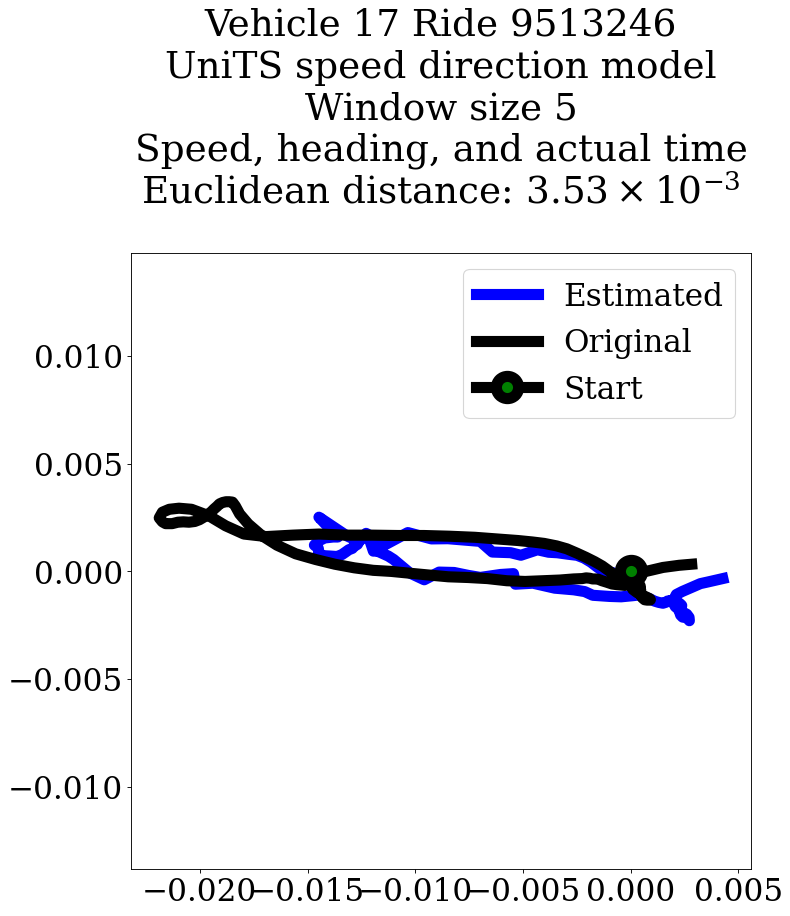 Vehicle 17 Ride 9513246
UniTS speed direction model
Window size 5
Speed, heading, and actual time
Euclidean distance: 3.53 × 10⁻³
Estimated
Original
Start
0.010
0.005
0.000
−0.005
−0.010
−0.020 −0.015 −0.010 −0.005 0.000 0.005